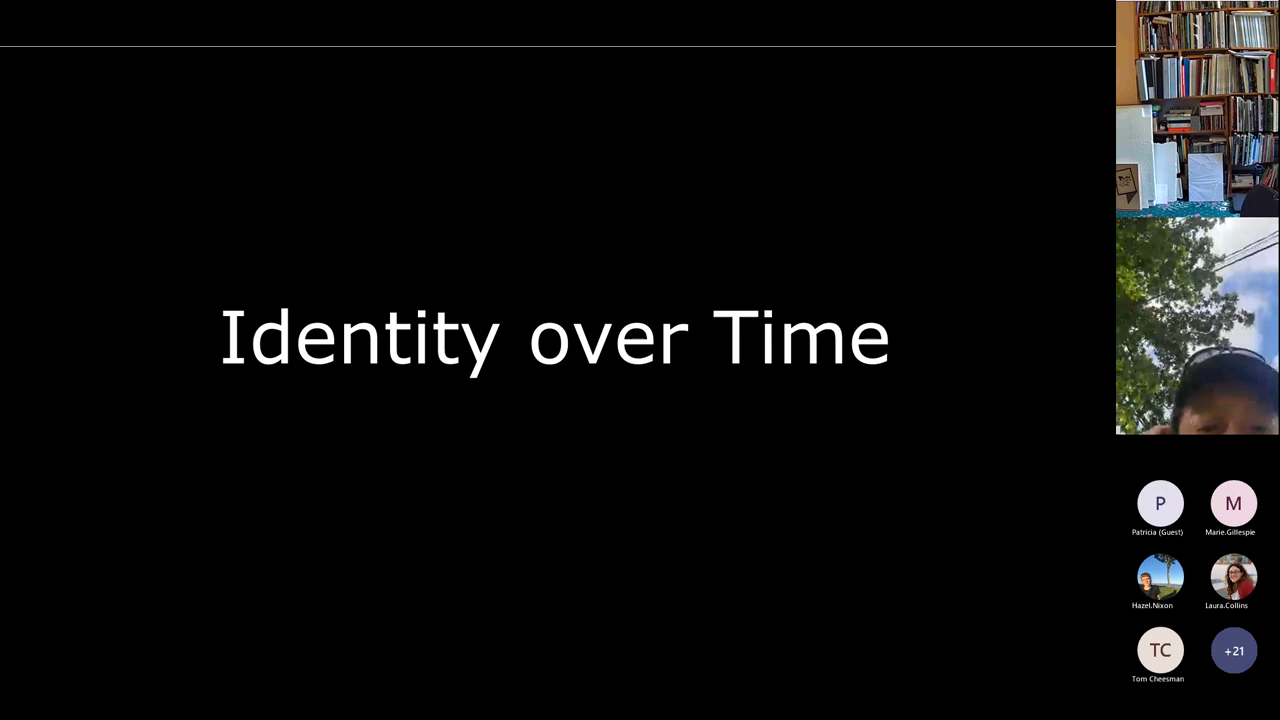 Identity over Time
P
M
Patricia (Guest)
Marie.Gillespie
Hazel.Nixon
Laura.Collins
TC
+21
Tom Cheesman